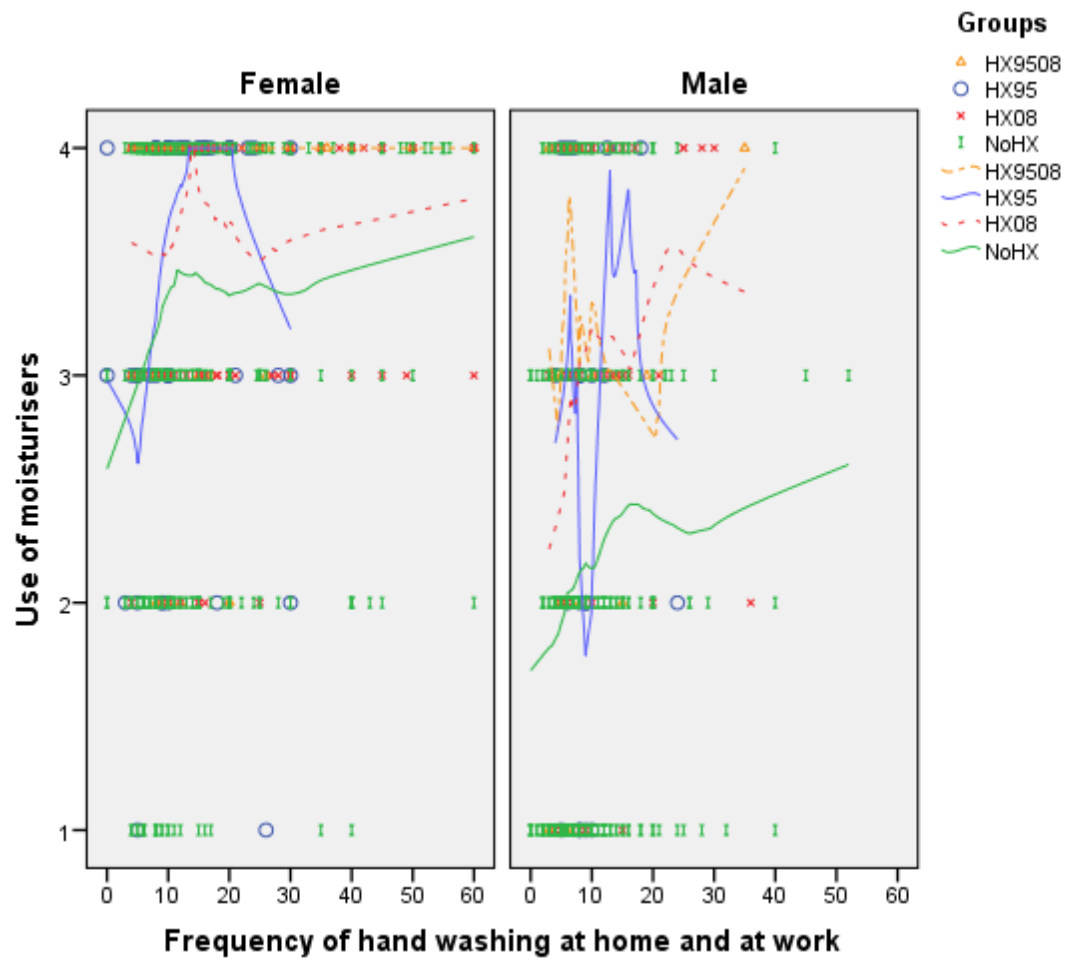 Groups
HX9508
HX95
HX08
NoHX
HX9508
HX95
HX08
NoHX
Female
Male
Use of moisturisers
4
3
2
1
0 10 20 30 40 50 60
0 10 20 30 40 50 60
Frequency of hand washing at home and at work